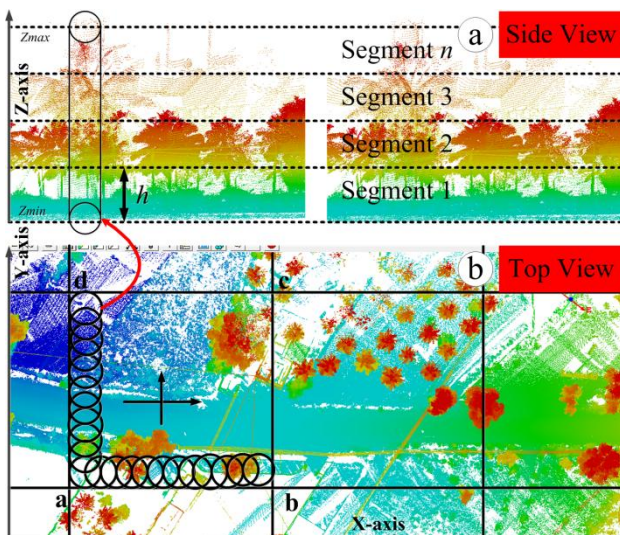 a
Side View
Zmax
Segment n
Z-axis
Segment 3
Segment 2
h
Segment 1
Zmin
Y-axis
d
c
b
Top View
a
b
X-axis